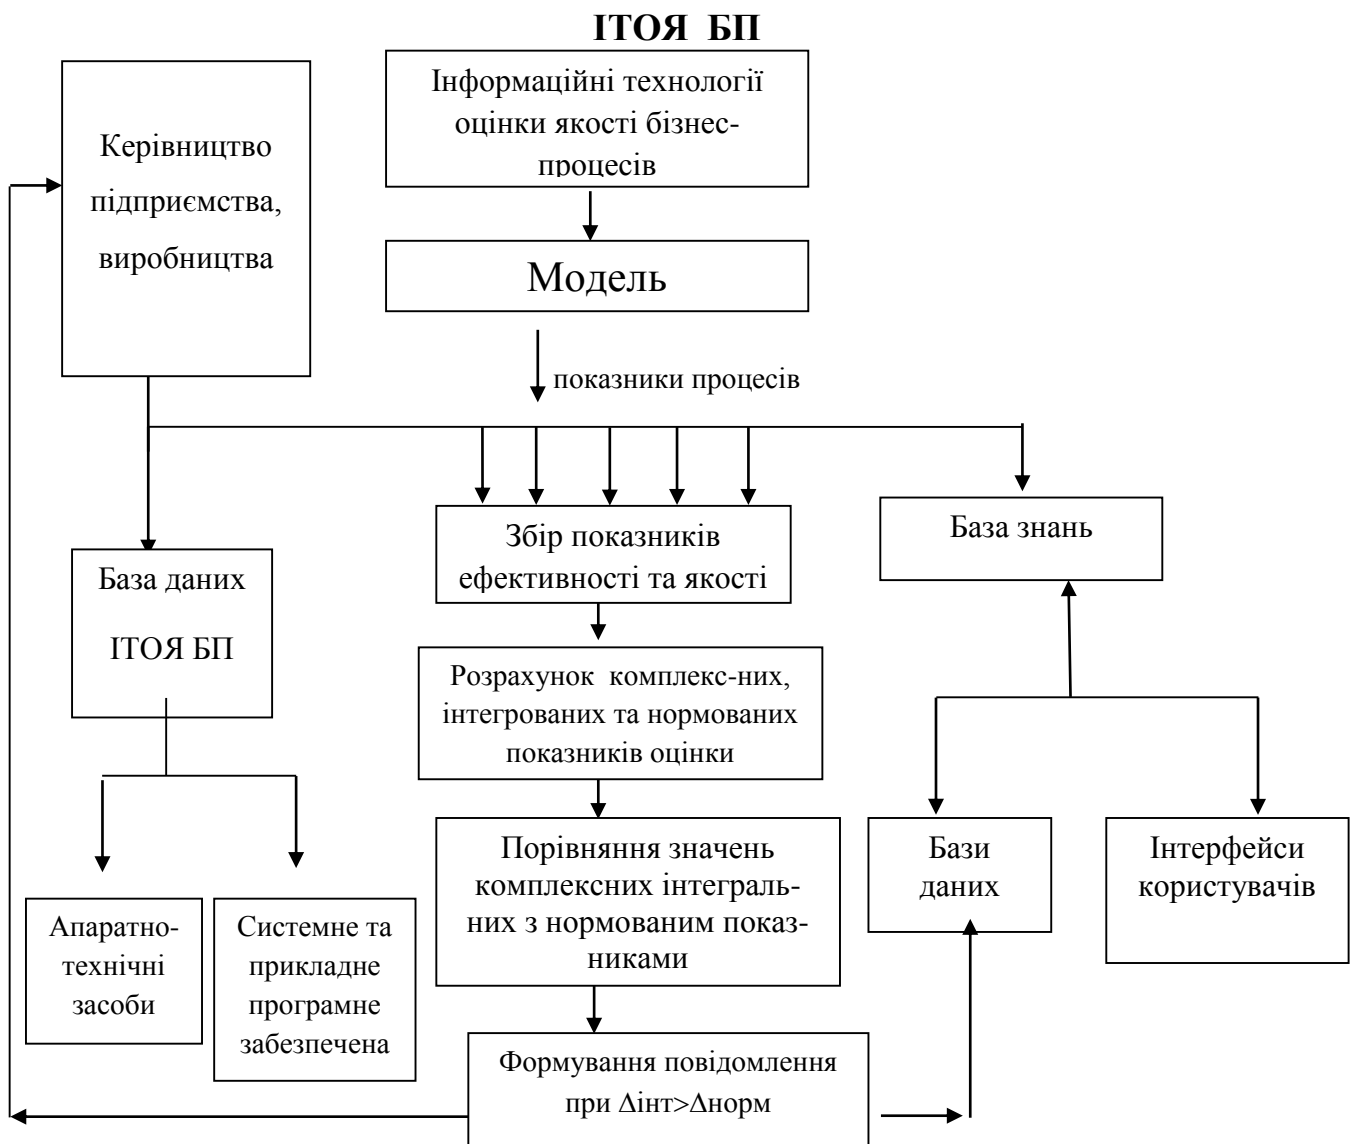 ІТОЯ БП
Керівництво
підприємства,
виробництва
Інформаційні технології
оцінки якості бізнес-
процесів
Модель
показники процесів
База даних
ІТОЯ БП
Збір показників
ефективності та якості
База знань
Розрахунок комплекс-них,
інтегрованих та нормованих
показників оцінки
Порівняння значень
комплексних інтеграль-
них з нормованим показ-
никами
Бази
даних
Інтерфейси
користувачів
Апаратно-
технічні
засоби
Системне та
прикладне
програмне
забезпечена
Формування повідомлення
при Δінт>Δнорм